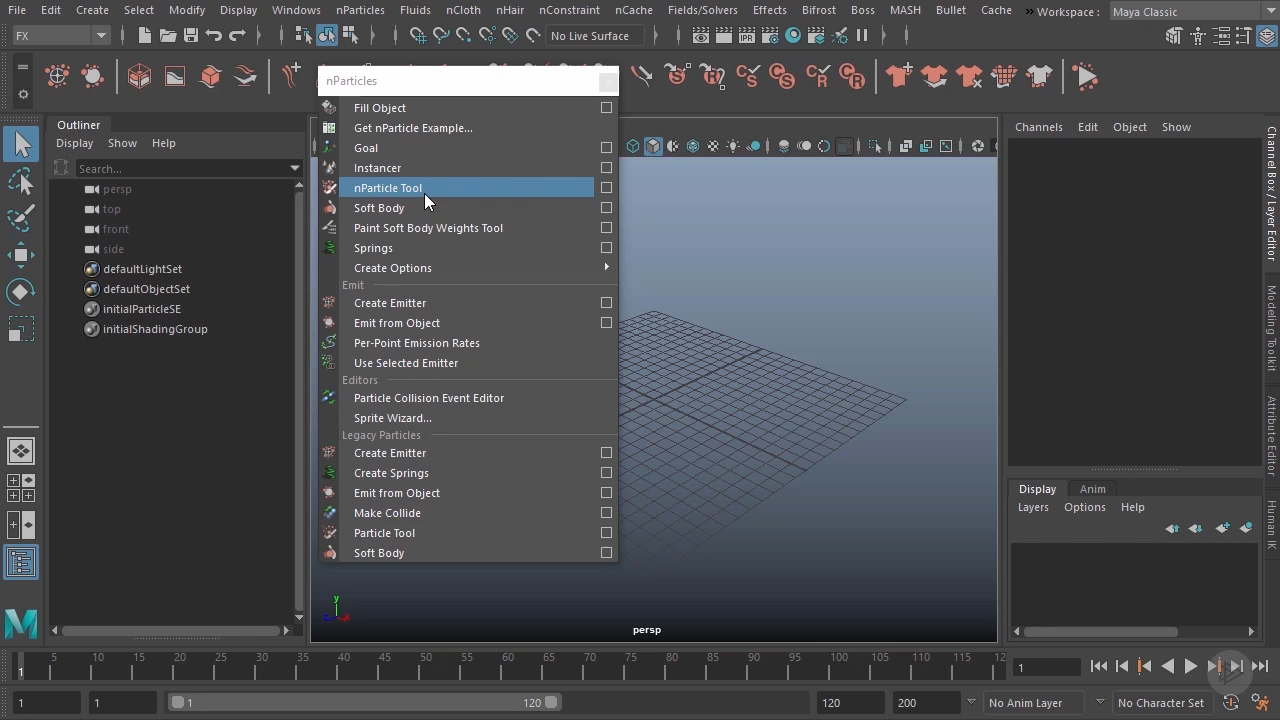 File Edit Create Select Modify Display Windows nParticles Fluids nCloth nHair nConstraint nCache Fields/Solvers Effects Bifrost Boss MASH Bullet Cache » Workspace : Maya Classic
FX No Live Surface
IPR
nParticles
Fill Object
Get nParticle Example...
Goal
Instancer
nParticle Tool
Soft Body
Paint Soft Body Weights Tool
Springs
Create Options
Emit
Create Emitter
Emit from Object
Per-Point Emission Rates
Use Selected Emitter
Editors
Particle Collision Event Editor
Sprite Wizard...
Legacy Particles
Create Emitter
Create Springs
Emit from Object
Make Collide
Particle Tool
Soft Body
Outliner
Display Show Help
Search...
persp
top
front
side
defaultLightSet
defaultObjectSet
initialParticleSE
initialShadingGroup
y
persp
Channels Edit Object Show
Display Anim
Layers Options Help
Channel Box / Layer Editor
Modeling Toolkit
Attribute Editor
Human IK
1 5 10 15 20 25 30 35 40 45 50 55 60 65 70 75 80 85 90 95 100 105 110 115 12
1
1 1 1 120 120 200 No Anim Layer No Character Set